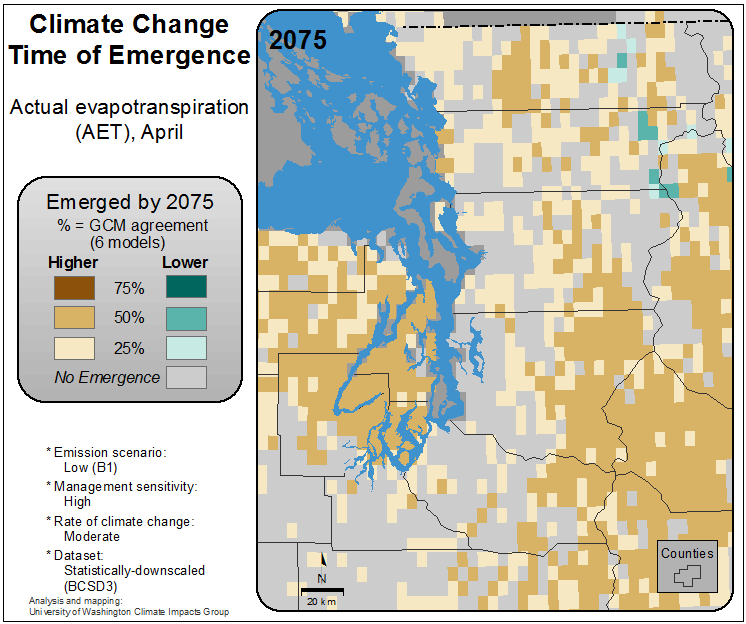 Climate Change
Time of Emergence
Actual evapotranspiration
(AET), April
Emerged by 2075
% = GCM agreement
(6 models)
Higher Lower
75%
50%
25%
No Emergence
* Emission scenario:
Low (B1)
* Management sensitivity:
High
* Rate of climate change:
Moderate
* Dataset:
Statistically-downscaled
(BCSD3)
Analysis and mapping:
University of Washington Climate Impacts Group
2075
N
20 km
Counties